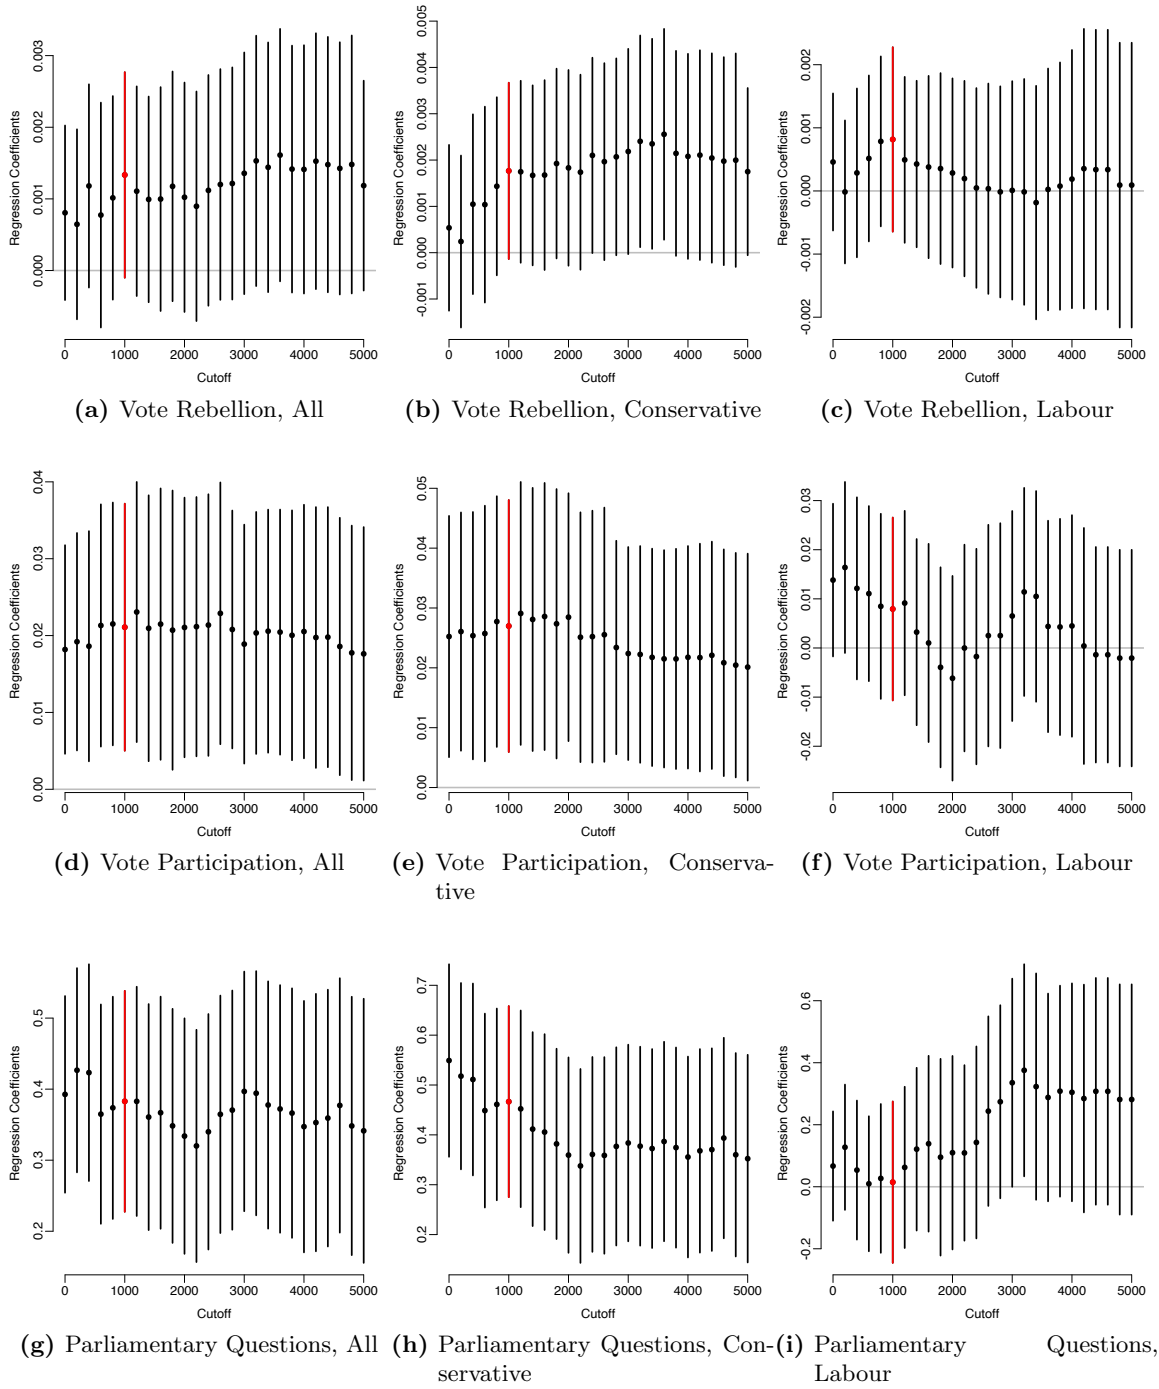 Regression Coefficients
0.000 0.001 0.002 0.003
0 1000 2000 3000 4000 5000
Cutoff
(a) Vote Rebellion, All
Regression Coefficients
-0.001 0.000 0.001 0.002 0.003 0.004 0.005
0 1000 2000 3000 4000 5000
Cutoff
(b) Vote Rebellion, Conservative
Regression Coefficients
-0.002 -0.001 0.000 0.001 0.002
0 1000 2000 3000 4000 5000
Cutoff
(c) Vote Rebellion, Labour
Regression Coefficients
0.00 0.01 0.02 0.03 0.04
0 1000 2000 3000 4000 5000
Cutoff
(d) Vote Participation, All
Regression Coefficients
0.00 0.01 0.02 0.03 0.04 0.05
0 1000 2000 3000 4000 5000
Cutoff
(e) Vote Participation, Conserva-
tive
Regression Coefficients
-0.02 -0.01 0.00 0.01 0.02 0.03
0 1000 2000 3000 4000 5000
Cutoff
(f) Vote Participation, Labour
Regression Coefficients
0.2 0.3 0.4 0.5
0 1000 2000 3000 4000 5000
Cutoff
(g) Parliamentary Questions, All
Regression Coefficients
0.2 0.3 0.4 0.5 0.6 0.7
0 1000 2000 3000 4000 5000
Cutoff
(h) Parliamentary Questions, Con-
servative
Regression Coefficients
-0.2 0.0 0.2 0.4 0.6
0 1000 2000 3000 4000 5000
Cutoff
(i) Parliamentary Questions,
Labour